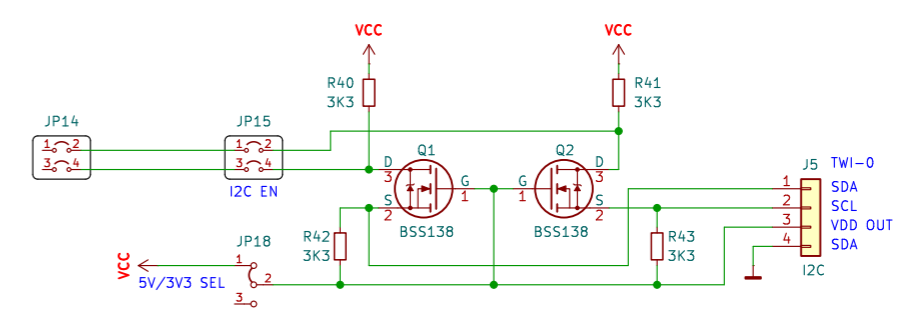 VCC
VCC
R40
3K3
R41
3K3
JP14
1 2
3 4
JP15
1 2
3 4
I2C EN
D
3
Q1
G
1
S
2
BSS138
Q2
D
3
G
1
S
2
BSS138
J5
TWI-0
1
SDA
2
SCL
3
VDD OUT
4
SDA
I2C
R42
3K3
R43
3K3
JP18
VCC
5V/3V3 SEL
1
2
3